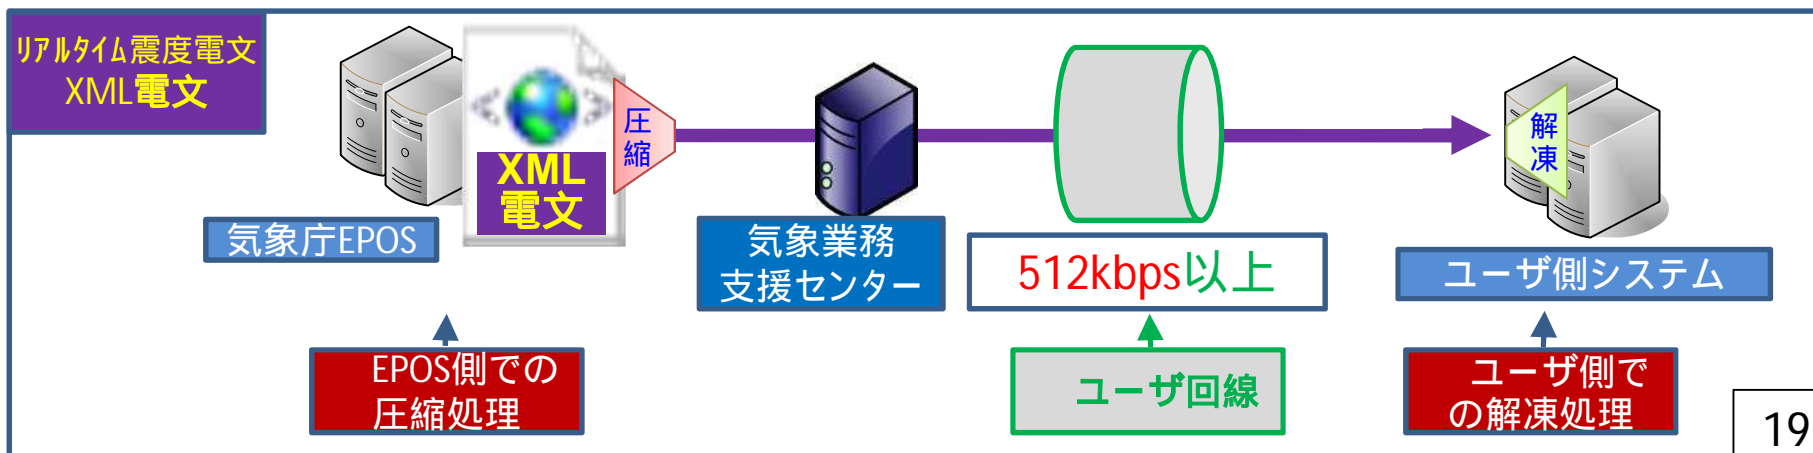 リアルタイム震度電文
XML電文
圧
縮
XML
電文
解
凍
気象庁EPOS
気象業務
支援センター
512kbps以上
ユーザ側システム
EPOS側での
圧縮処理
ユーザ回線
ユーザ側で
の解凍処理
19